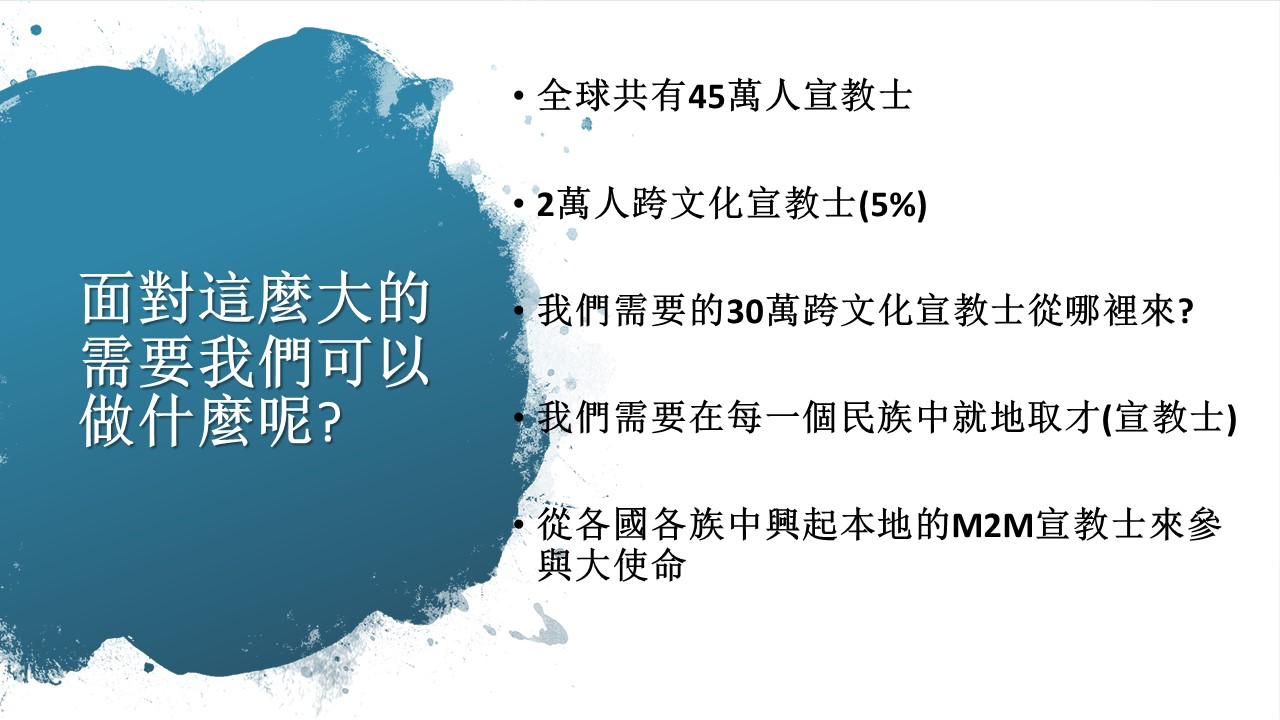 面對這麼大的
需要我們可以
做什麼呢?
• 全球共有45萬人宣教士
• 2萬人跨文化宣教士(5%)
• 我們需要的30萬跨文化宣教士從哪裡來?
• 我們需要在每一個民族中就地取才(宣教士)
• 從各國各族中興起本地的M2M宣教士來參
與大使命